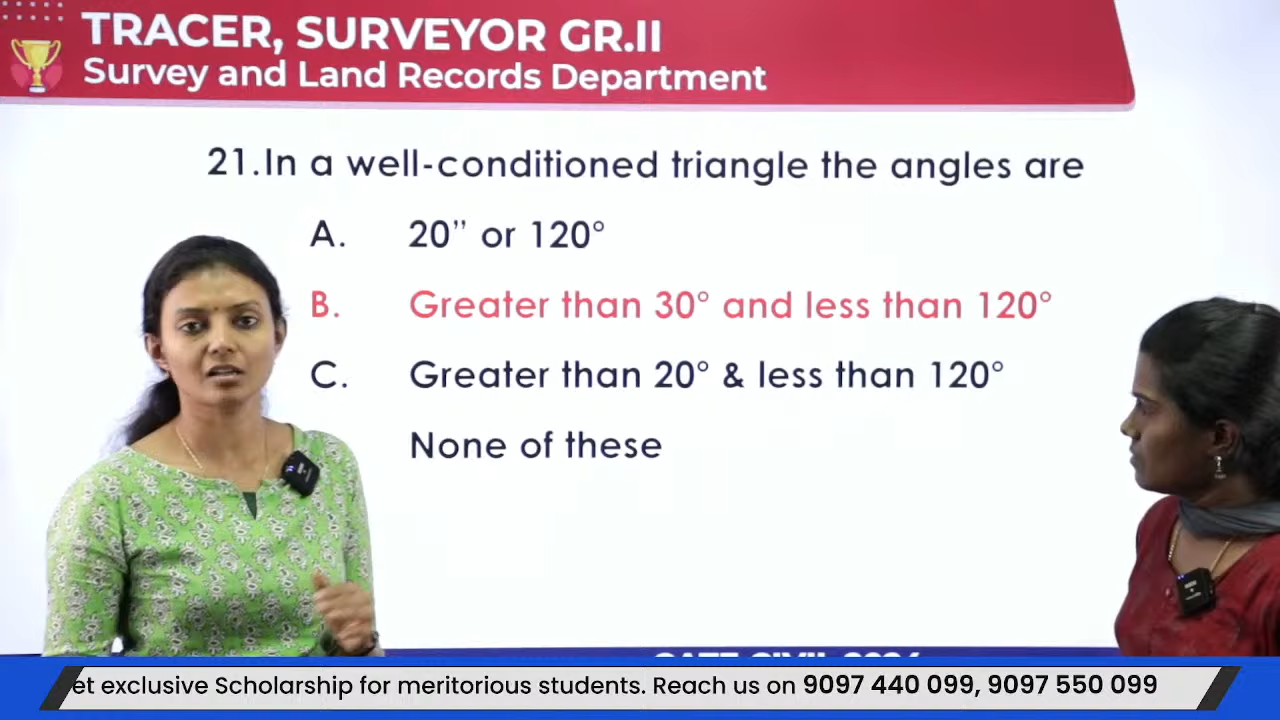 TRACER, SURVEYOR GR.II
Survey and Land Records Department
21.In a well-conditioned triangle the angles are
A. 20” or 120°
B. Greater than 30° and less than 120°
C. Greater than 20° & less than 120°
None of these
et exclusive Scholarship for meritorious students. Reach us on 9097 440 099, 9097 550 099